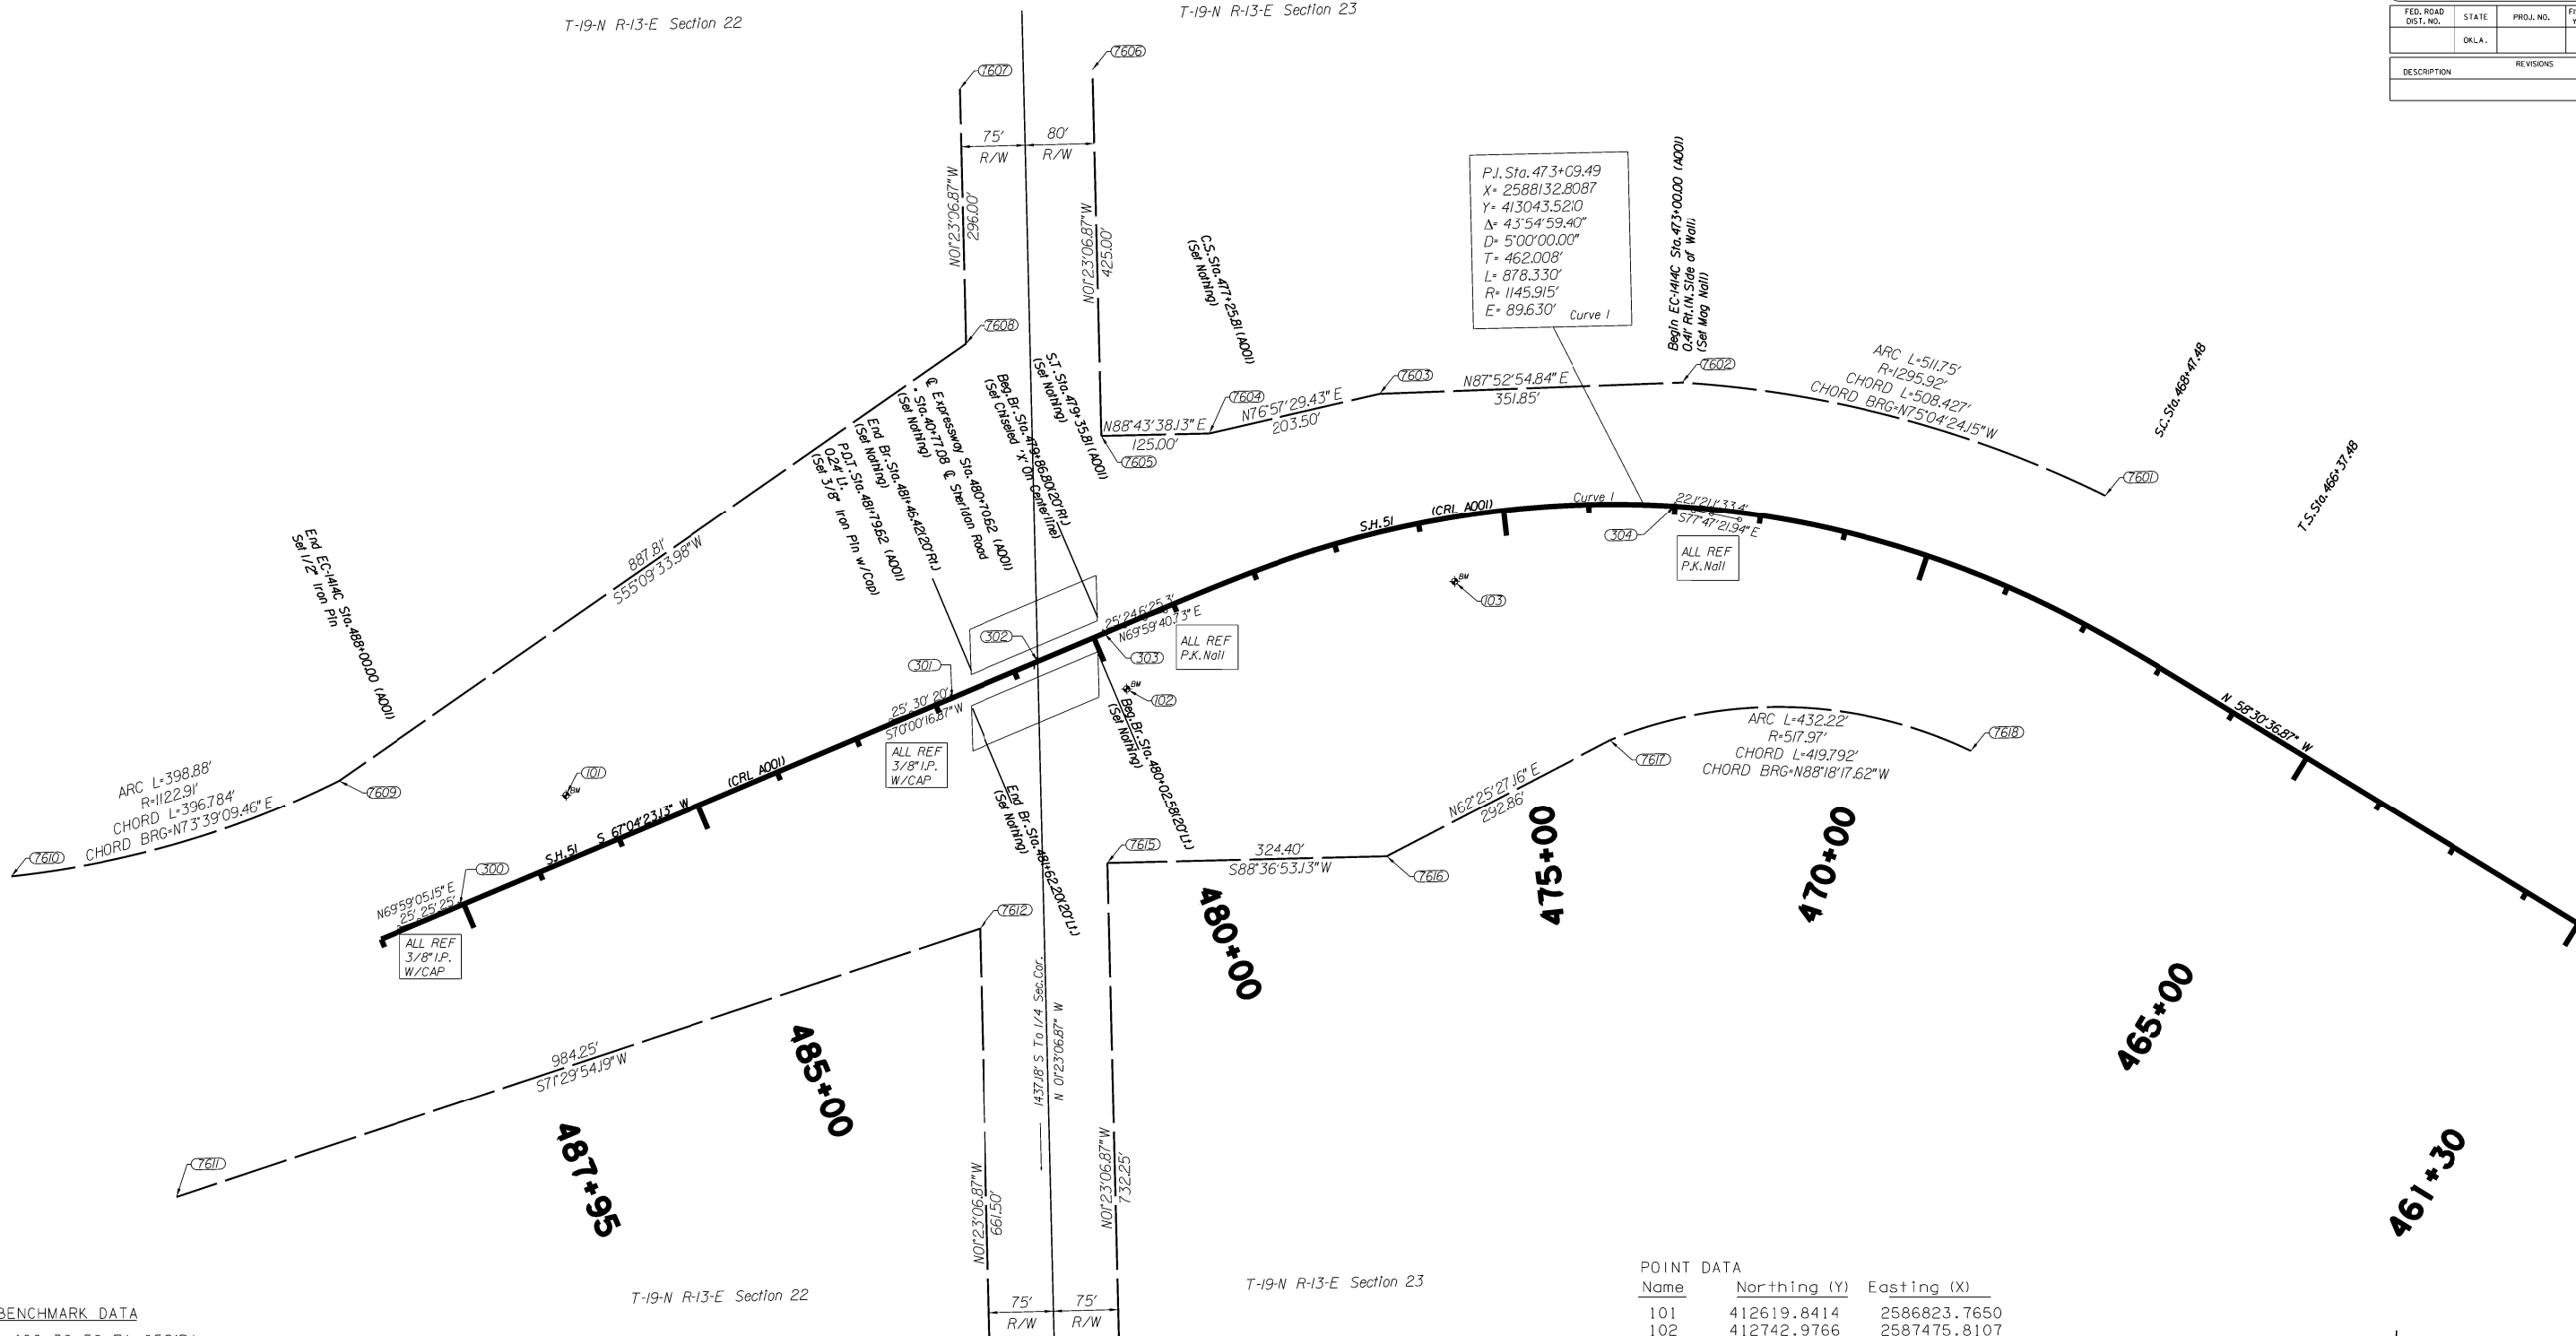 T-19-N R-13-E Section 22
T-19-N R-13-E Section 23
FED. ROAD
DIST. NO.
STATE
PROJ. NO.
OKLA.
REVISIONS
DESCRIPTION
7607
7606
75'
R/W
80'
R/W
N01°23'06.87"W
296.00'
N01°23'06.87"W
425.00'
7608
C.S. Sta. 477+25.81 (A001)
(Set Nothing)
P.I. Sta. 473+09.49
X= 2588132.8087
Y= 413043.5210
Δ= 43°54'59.40"
D= 5°00'00.00"
T= 462.008'
L= 878.330'
R= 1145.915'
E= 89.630'
Curve 1
Begin EC-1414C Sta. 473+00.00 (A001)
0.41' Rt. (N. Side of Wall)
(Set Mag Nail)
7602
7603
N87°52'54.84" E
351.85'
ARC L=511.75'
R=1295.92'
CHORD L=508.427'
CHORD BRG=N75°04'24.15"W
S.C. Sta. 468+47.48
T.S. Sta. 466+37.48
7604
N76°57'29.43" E
203.50'
N88°43'38.13" E
125.00'
7605
7601
S.T. Sta. 479+35.81 (A001)
(Set Nothing)
Beg. Br. Sta. 479+86.80(20'Rt.)
(Set Chiseled 'X' On Centerline)
℄ Expressway Sta. 480+70.62 (A001)
Sta. 40+77.08 ℄ Sheridan Road
(Set Nothing)
End Br. Sta. 481+46.42(20'Rt.)
(Set Nothing)
P.O.T. Sta. 481+79.62 (A001)
0.24' Lt.
(Set 3/8" Iron Pin w/Cap)
887.81'
S55°09'33.98"W
End EC-1414C Sta. 488+00.00 (A001)
Set 1/2" Iron Pin
Curve 1
(CRL A001)
S.H. 51
S77°47'21.94" E
304
ALL REF
P.K. Nail
BM
103
N69°59'40.73" E
ALL REF
P.K. Nail
302
303
301
BM
102
25' 30' 20'
S70°00'16.87"W
ALL REF
3/8" I.P.
W/CAP
Beg. Br. Sta. 480+02.58(20'Lt.)
(Set Nothing)
End Br. Sta. 481+62.20(20'Lt.)
(Set Nothing)
ARC L=432.22'
R=517.97'
CHORD L=419.792'
CHORD BRG=N88°18'17.62"W
7618
7617
N 58°30'36.87" W
N62°25'27.16" E
292.86'
ARC L=398.88'
R=1122.91'
CHORD L=396.784'
CHORD BRG=N73°39'09.46" E
7609
7610
101
BM
(CRL A001)
S 67°04'23.13" W
S.H. 51
300
N69°59'05.15" E
25' 25' 25'
ALL REF
3/8" I.P.
W/CAP
7615
324.40'
S88°36'53.13"W
7616
7612
475+00
470+00
480+00
465+00
485+00
487+95
461+30
984.25'
S71°29'54.19"W
7611
1437.18' S To 1/4 Sec. Cor.
N 01°23'06.87" W
N01°23'06.87"W
661.50'
N01°23'06.87"W
732.25'
T-19-N R-13-E Section 22
T-19-N R-13-E Section 23
75'
R/W
75'
R/W
BENCHMARK DATA
POINT DATA
Name Northing (Y) Easting (X)
101 412619.8414 2586823.7650
102 412742.9766 2587475.8107